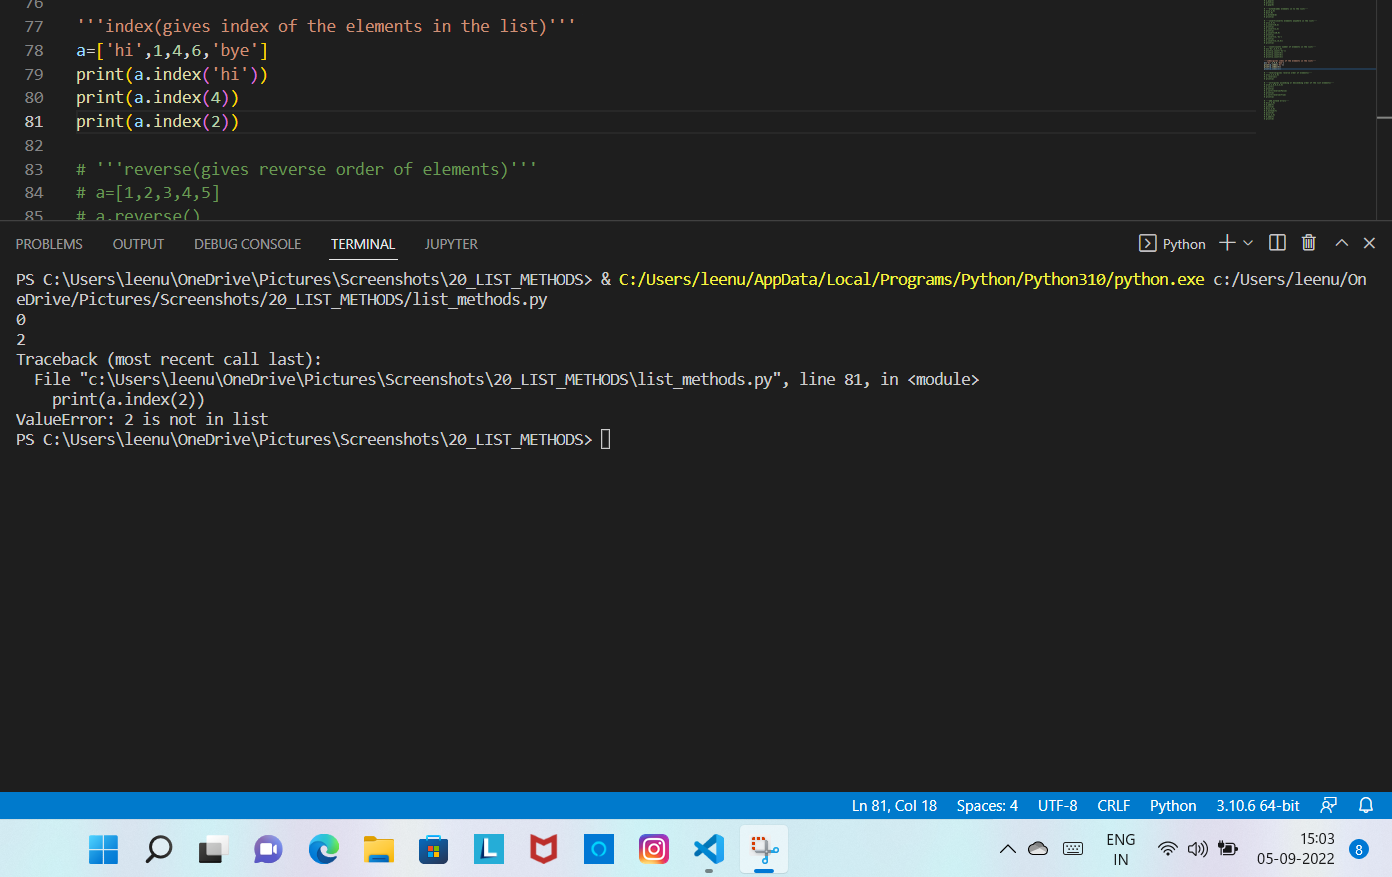 76
77 '''index(gives index of the elements in the list)'''
78 a=['hi',1,4,6,'bye']
79 print(a.index('hi'))
80 print(a.index(4))
81 print(a.index(2))
82
83 # '''reverse(gives reverse order of elements)'''
84 # a=[1,2,3,4,5]
85 # a.reverse()
PROBLEMS OUTPUT DEBUG CONSOLE TERMINAL JUPYTER Python
PS C:\Users\leenu\OneDrive\Pictures\Screenshots\20_LIST_METHODS> & C:/Users/leenu/AppData/Local/Programs/Python/Python310/python.exe c:/Users/leenu/On
eDrive/Pictures/Screenshots/20_LIST_METHODS/list_methods.py
0
2
Traceback (most recent call last):
  File "c:\Users\leenu\OneDrive\Pictures\Screenshots\20_LIST_METHODS\list_methods.py", line 81, in <module>
    print(a.index(2))
ValueError: 2 is not in list
PS C:\Users\leenu\OneDrive\Pictures\Screenshots\20_LIST_METHODS>
Ln 81, Col 18 Spaces: 4 UTF-8 CRLF Python 3.10.6 64-bit
ENG 15:03
IN 05-09-2022 8